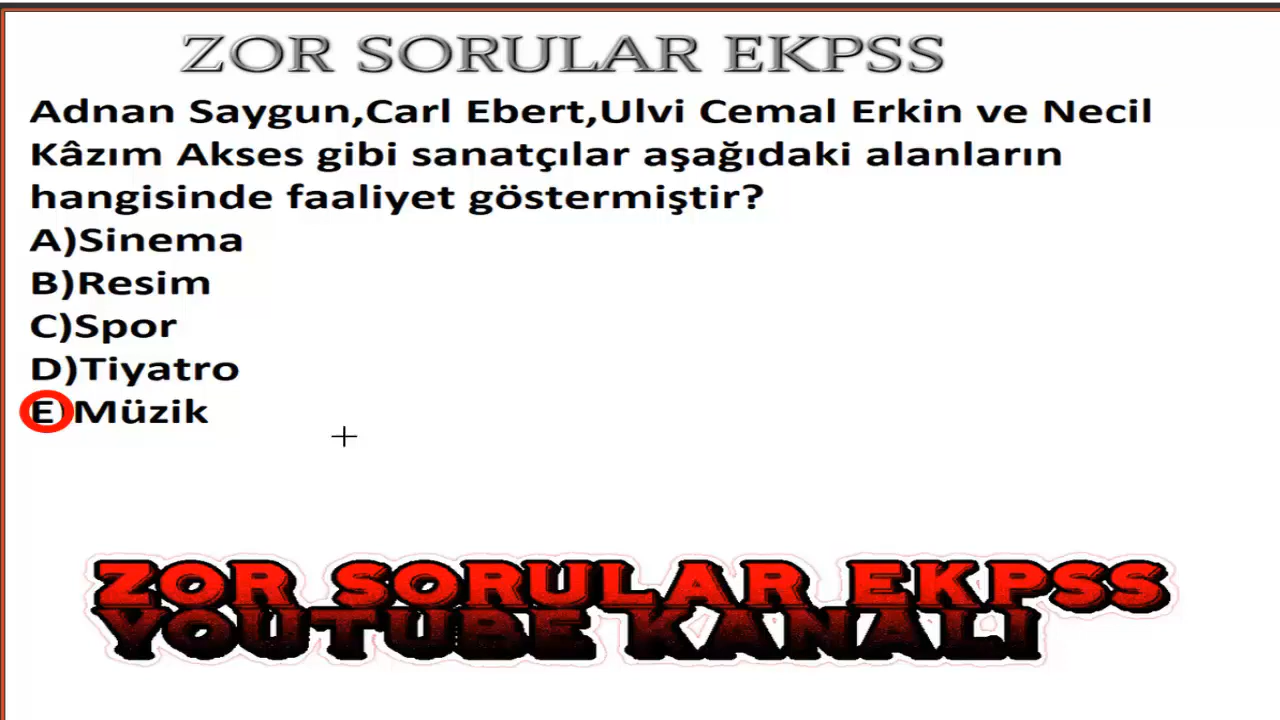 ZOR SORULAR EKPSS
Adnan Saygun,Carl Ebert,Ulvi Cemal Erkin ve Necil
Kâzım Akses gibi sanatçılar aşağıdaki alanların
hangisinde faaliyet göstermiştir?
A)Sinema
B)Resim
C)Spor
D)Tiyatro
E)Müzik
ZOR SORULAR EKPSS
YOUTUBE KANALI